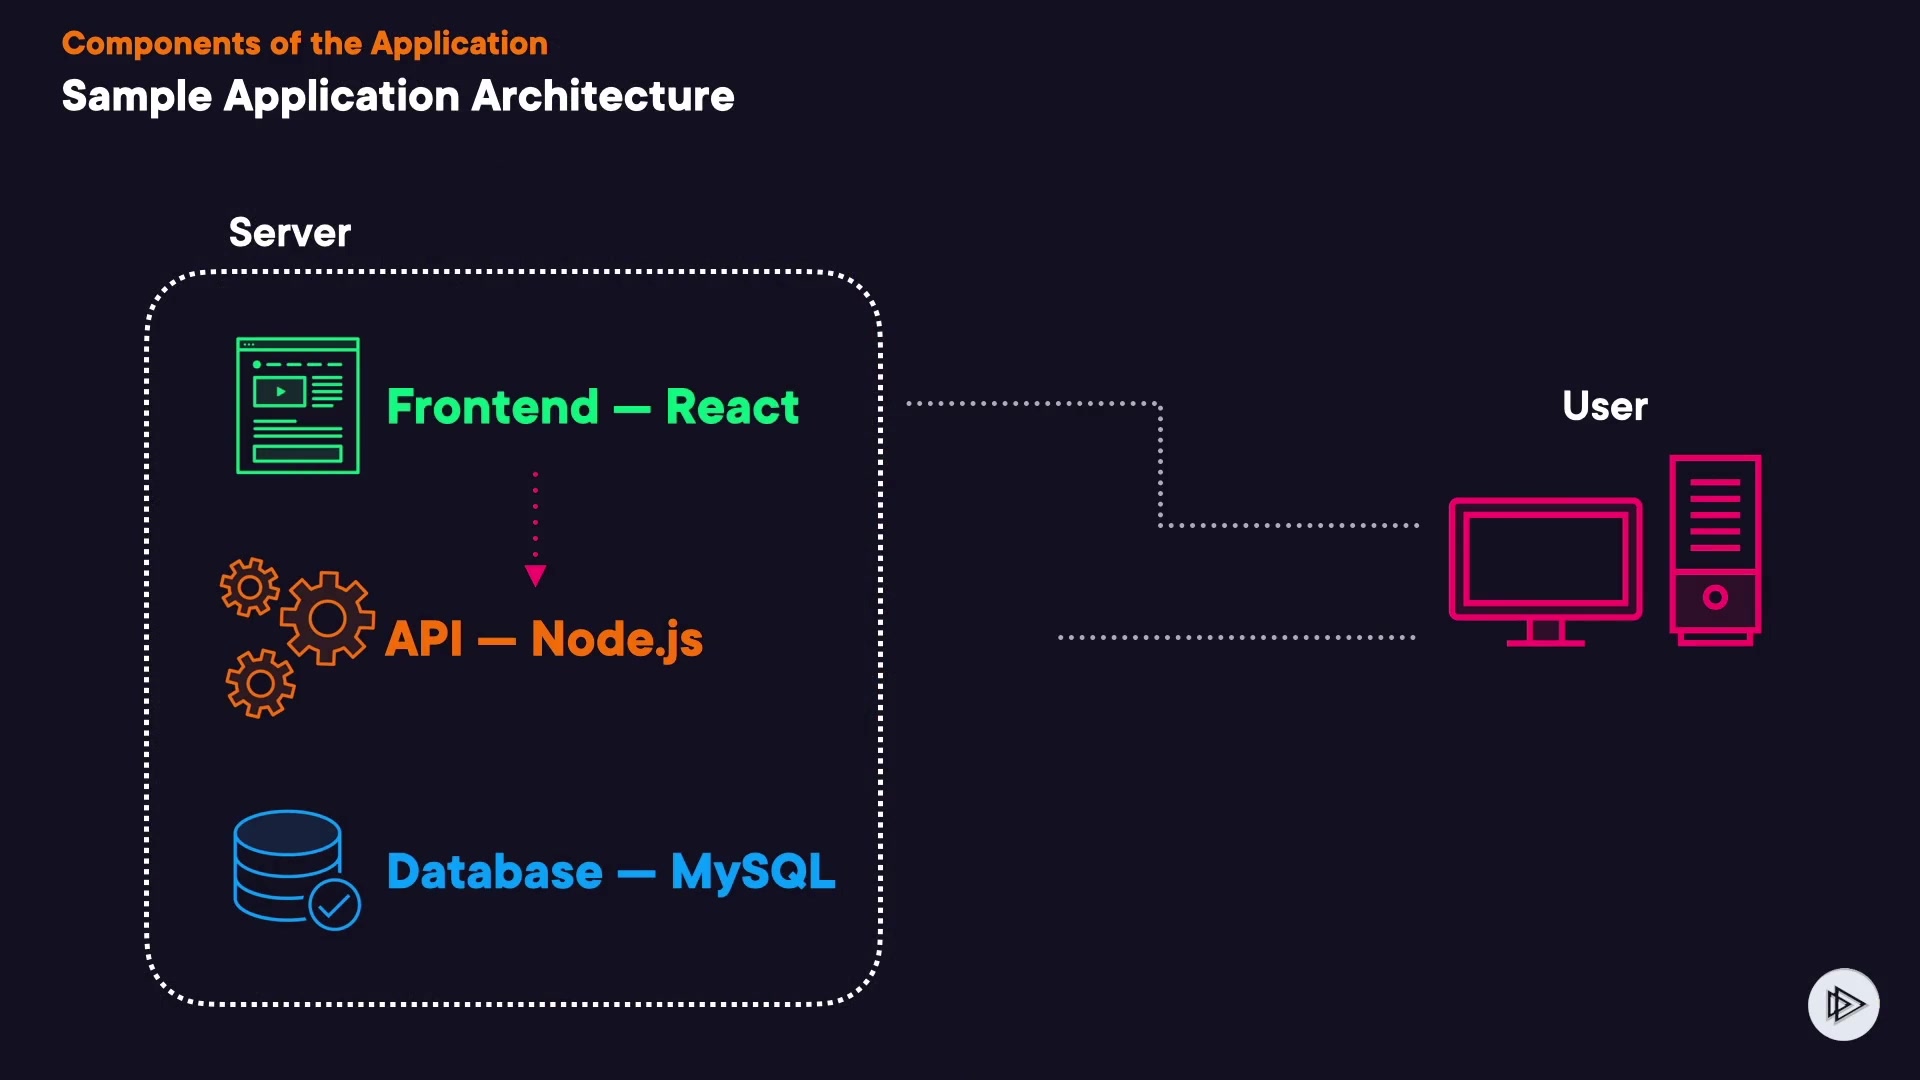 Components of the Application
Sample Application Architecture
Server
Frontend — React
User
API — Node.js
Database — MySQL